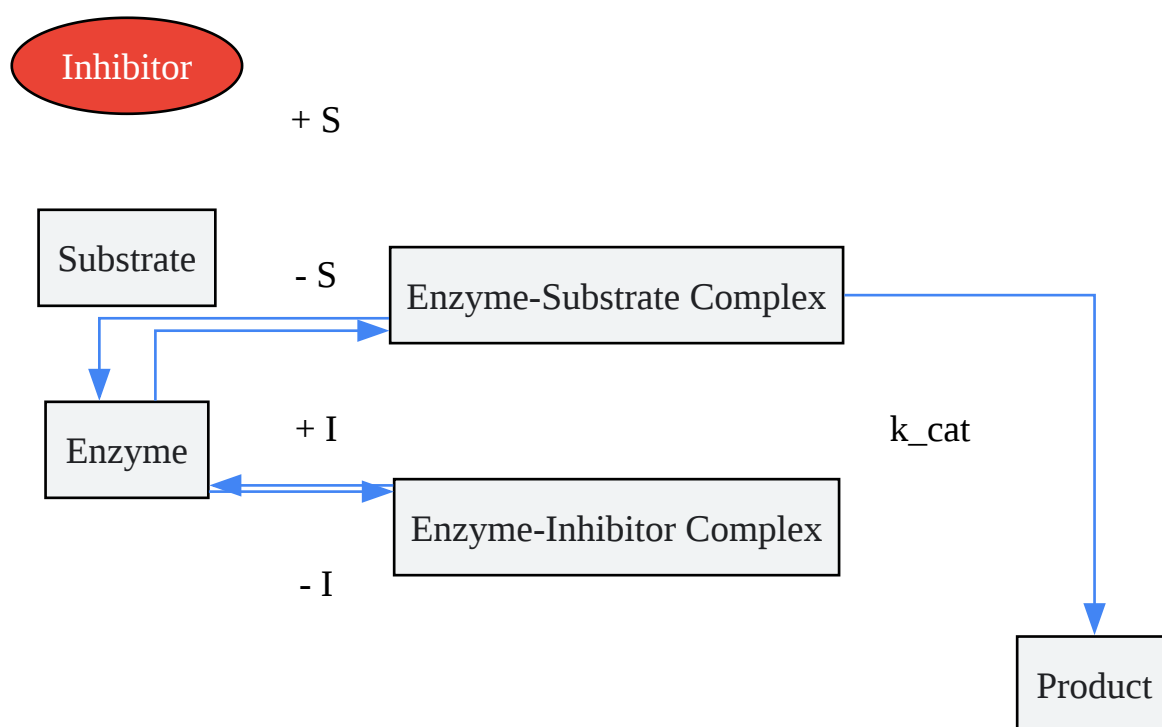 Inhibitor
+ S
Substrate
- S
Enzyme-Substrate Complex
+ I
k_cat
Enzyme
Enzyme-Inhibitor Complex
- I
Product